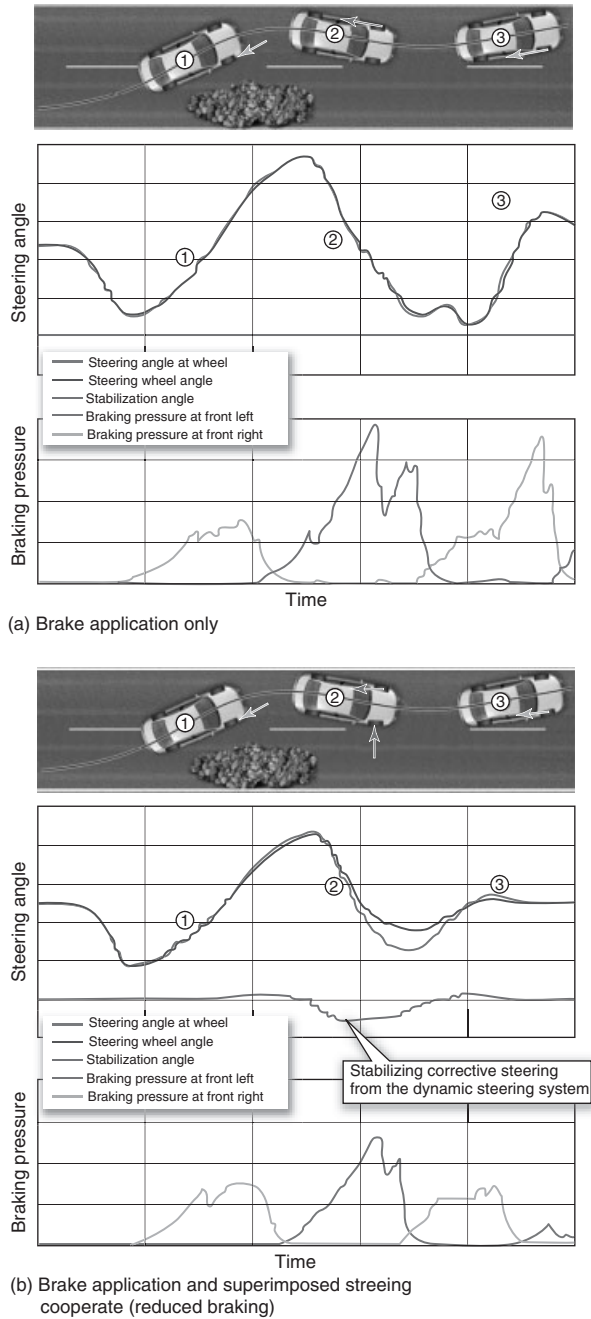 1
2
3
Steering angle
1
2
3
Steering angle at wheel
Steering wheel angle
Stabilization angle
Braking pressure at front left
Braking pressure at front right
Braking pressure
Time
(a) Brake application only
1
2
3
Steering angle
1
2
3
Steering angle at wheel
Steering wheel angle
Stabilization angle
Braking pressure at front left
Braking pressure at front right
Stabilizing corrective steering
from the dynamic steering system
Braking pressure
Time
(b) Brake application and superimposed streeing
cooperate (reduced braking)